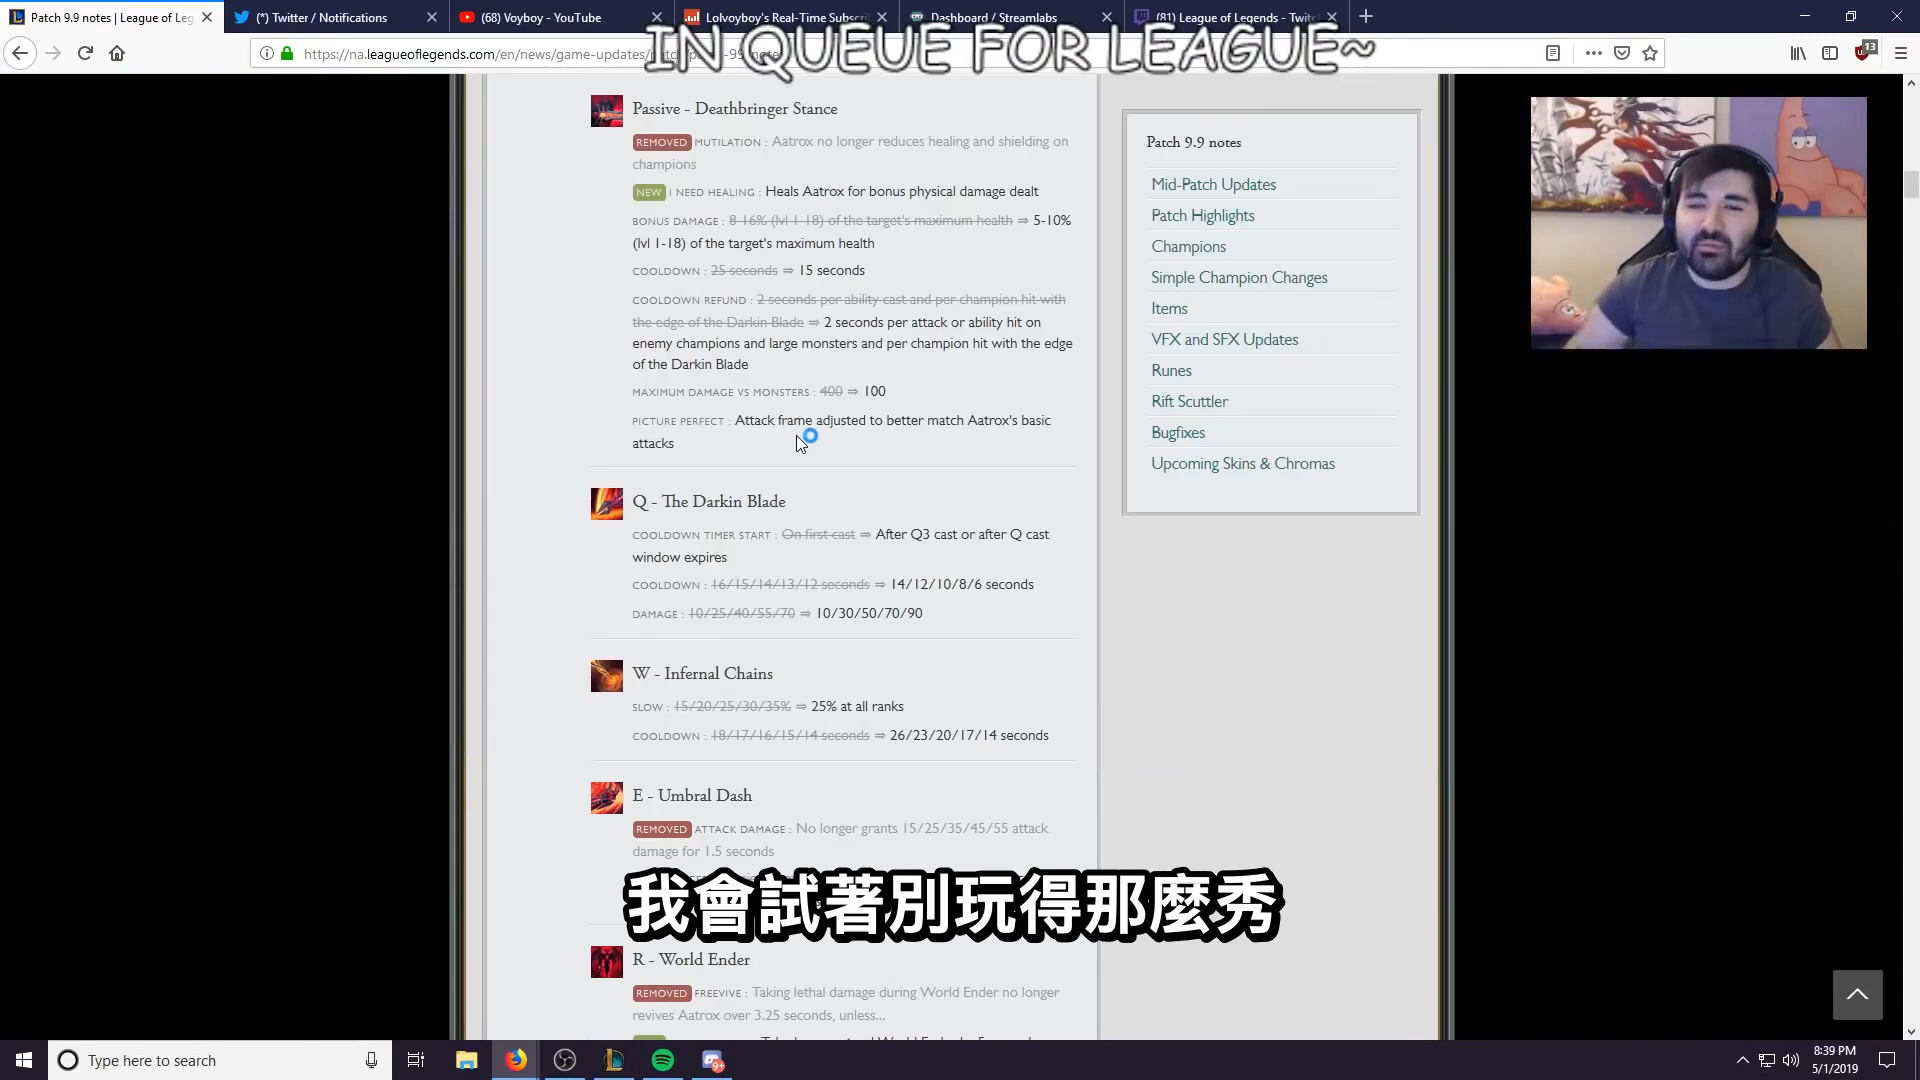 Patch 9.9 notes | League of Leg
(*) Twitter / Notifications
(68) Voyboy - YouTube
Lolvoyboy's Real-Time Subscri
Dashboard / Streamlabs
(81) League of Legends - Twitch
IN QUEUE FOR LEAGUE~
https://na.leagueoflegends.com/en/news/game-updates/
13
Passive - Deathbringer Stance
REMOVED MUTILATION : Aatrox no longer reduces healing and shielding on
champions
NEW I NEED HEALING : Heals Aatrox for bonus physical damage dealt
BONUS DAMAGE : 8-16% (lvl 1-18) of the target's maximum health ⇒ 5-10%
(lvl 1-18) of the target's maximum health
COOLDOWN : 25 seconds ⇒ 15 seconds
COOLDOWN REFUND : 2 seconds per ability cast and per champion hit with
the edge of the Darkin Blade ⇒ 2 seconds per attack or ability hit on
enemy champions and large monsters and per champion hit with the edge
of the Darkin Blade
MAXIMUM DAMAGE VS MONSTERS : 400 ⇒ 100
PICTURE PERFECT : Attack frame adjusted to better match Aatrox's basic
attacks
Q - The Darkin Blade
COOLDOWN TIMER START : On first cast ⇒ After Q3 cast or after Q cast
window expires
COOLDOWN : 16/15/14/13/12 seconds ⇒ 14/12/10/8/6 seconds
DAMAGE : 10/25/40/55/70 ⇒ 10/30/50/70/90
W - Infernal Chains
SLOW : 15/20/25/30/35% ⇒ 25% at all ranks
COOLDOWN : 18/17/16/15/14 seconds ⇒ 26/23/20/17/14 seconds
E - Umbral Dash
REMOVED ATTACK DAMAGE : No longer grants 15/25/35/45/55 attack
damage for 1.5 seconds
我會試著別玩得那麼秀
R - World Ender
REMOVED FREEVIVE : Taking lethal damage during World Ender no longer
revives Aatrox over 3.25 seconds, unless...
Patch 9.9 notes
Mid-Patch Updates
Patch Highlights
Champions
Simple Champion Changes
Items
VFX and SFX Updates
Runes
Rift Scuttler
Bugfixes
Upcoming Skins & Chromas
Type here to search
9+
8:39 PM
5/1/2019